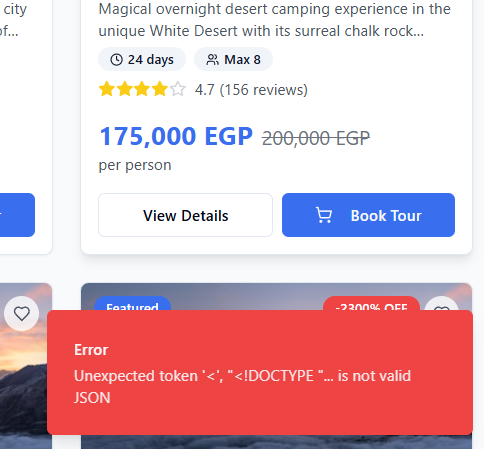 city
Magical overnight desert camping experience in the
of...
unique White Desert with its surreal chalk rock...
24 days
Max 8
4.7 (156 reviews)
175,000 EGP 200,000 EGP
per person
View Details
Book Tour
Featured
-2300% OFF
Error
Unexpected token '<', "<!DOCTYPE "... is not valid
JSON